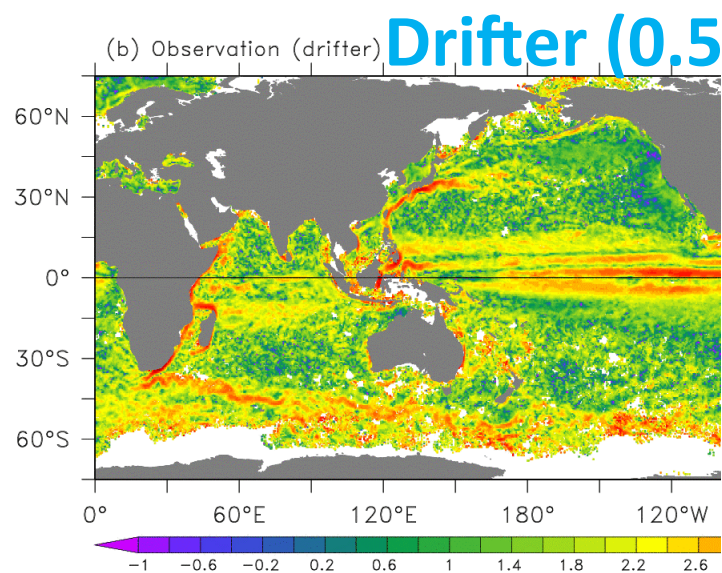 (b) Observation (drifter) Drifter (0.5
60°N
30°N
0°
30°S
60°S
0° 60°E 120°E 180° 120°W
-1 -0.6 -0.2 0.2 0.6 1 1.4 1.8 2.2 2.6